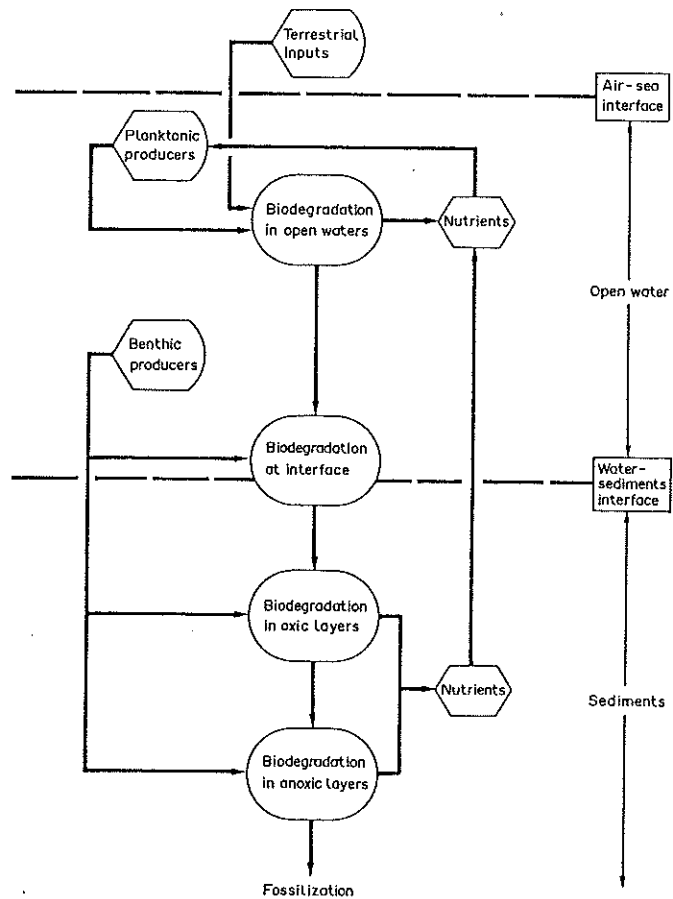 Terrestrial
Inputs
Air-sea
interface
Planktonic
producers
Biodegradation
in open waters
Nutrients
Open water
Benthic
producers
Biodegradation
at interface
Water-
sediments
interface
Biodegradation
in oxic layers
Nutrients
Sediments
Biodegradation
in anoxic layers
Fossilization